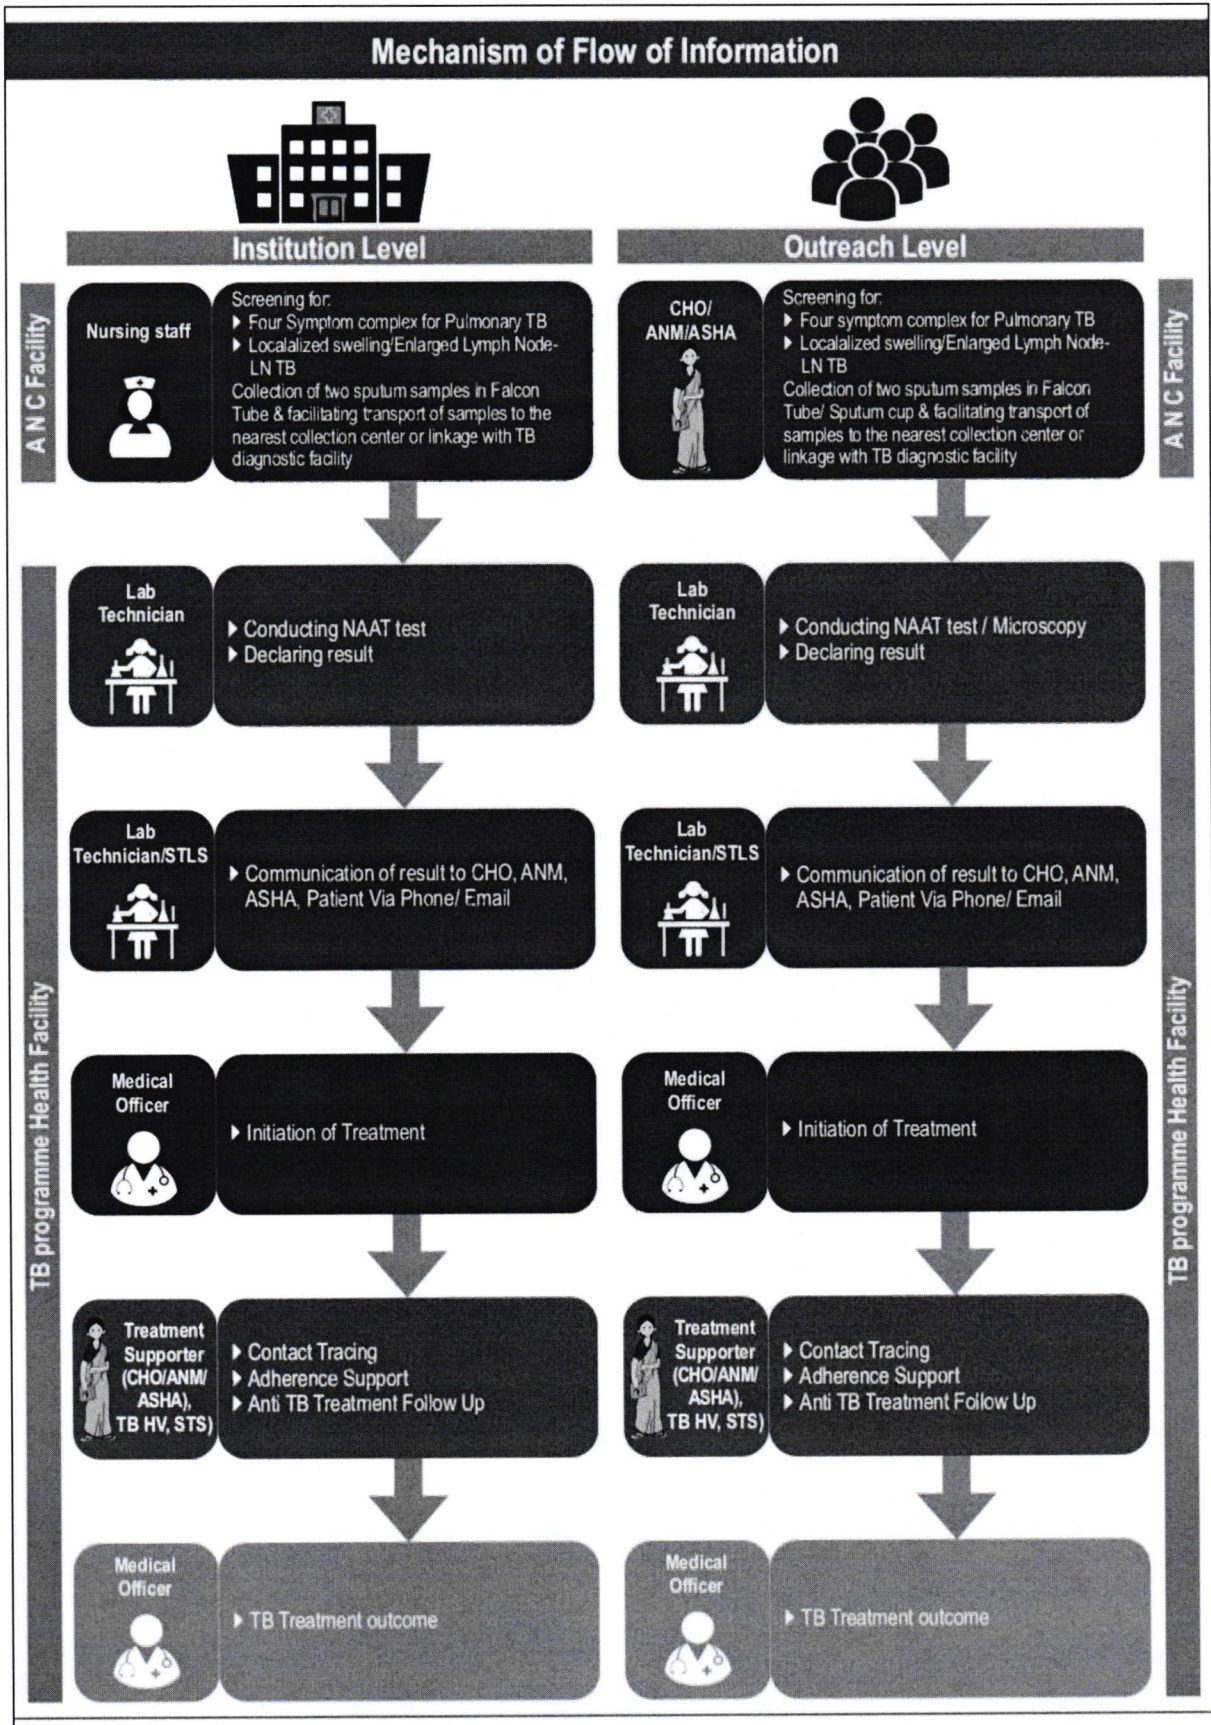 Mechanism of Flow of Information
Institution Level
A N C Facility
Nursing staff
Screening for:
Four Symptom complex for Pulmonary TB
Localalized swelling/Enlarged Lymph Node-
LN TB
Collection of two sputum samples in Falcon
Tube & facilitating transport of samples to the
nearest collection center or linkage with TB
diagnostic facility
TB programme Health Facility
Lab
Technician
Conducting NAAT test
Declaring result
Lab
Technician/STLS
Communication of result to CHO, ANM,
ASHA, Patient Via Phone/ Email
Medical
Officer
Initiation of Treatment
Treatment
Supporter
(CHO/ANM/
ASHA),
TB HV, STS)
Contact Tracing
Adherence Support
Anti TB Treatment Follow Up
Medical
Officer
TB Treatment outcome
Outreach Level
A N C Facility
CHO/
ANM/ASHA
Screening for:
Four symptom complex for Pulmonary TB
Localized swelling/Enlarged Lymph Node-
LN TB
Collection of two sputum samples in Falcon
Tube/ Sputum cup & facilitating transport of
samples to the nearest collection center or
linkage with TB diagnostic facility
TB programme Health Facility
Lab
Technician
Conducting NAAT test / Microscopy
Declaring result
Lab
Technician/STLS
Communication of result to CHO, ANM,
ASHA, Patient Via Phone/ Email
Medical
Officer
Initiation of Treatment
Treatment
Supporter
(CHO/ANM/
ASHA),
TB HV, STS)
Contact Tracing
Adherence Support
Anti TB Treatment Follow Up
Medical
Officer
TB Treatment outcome